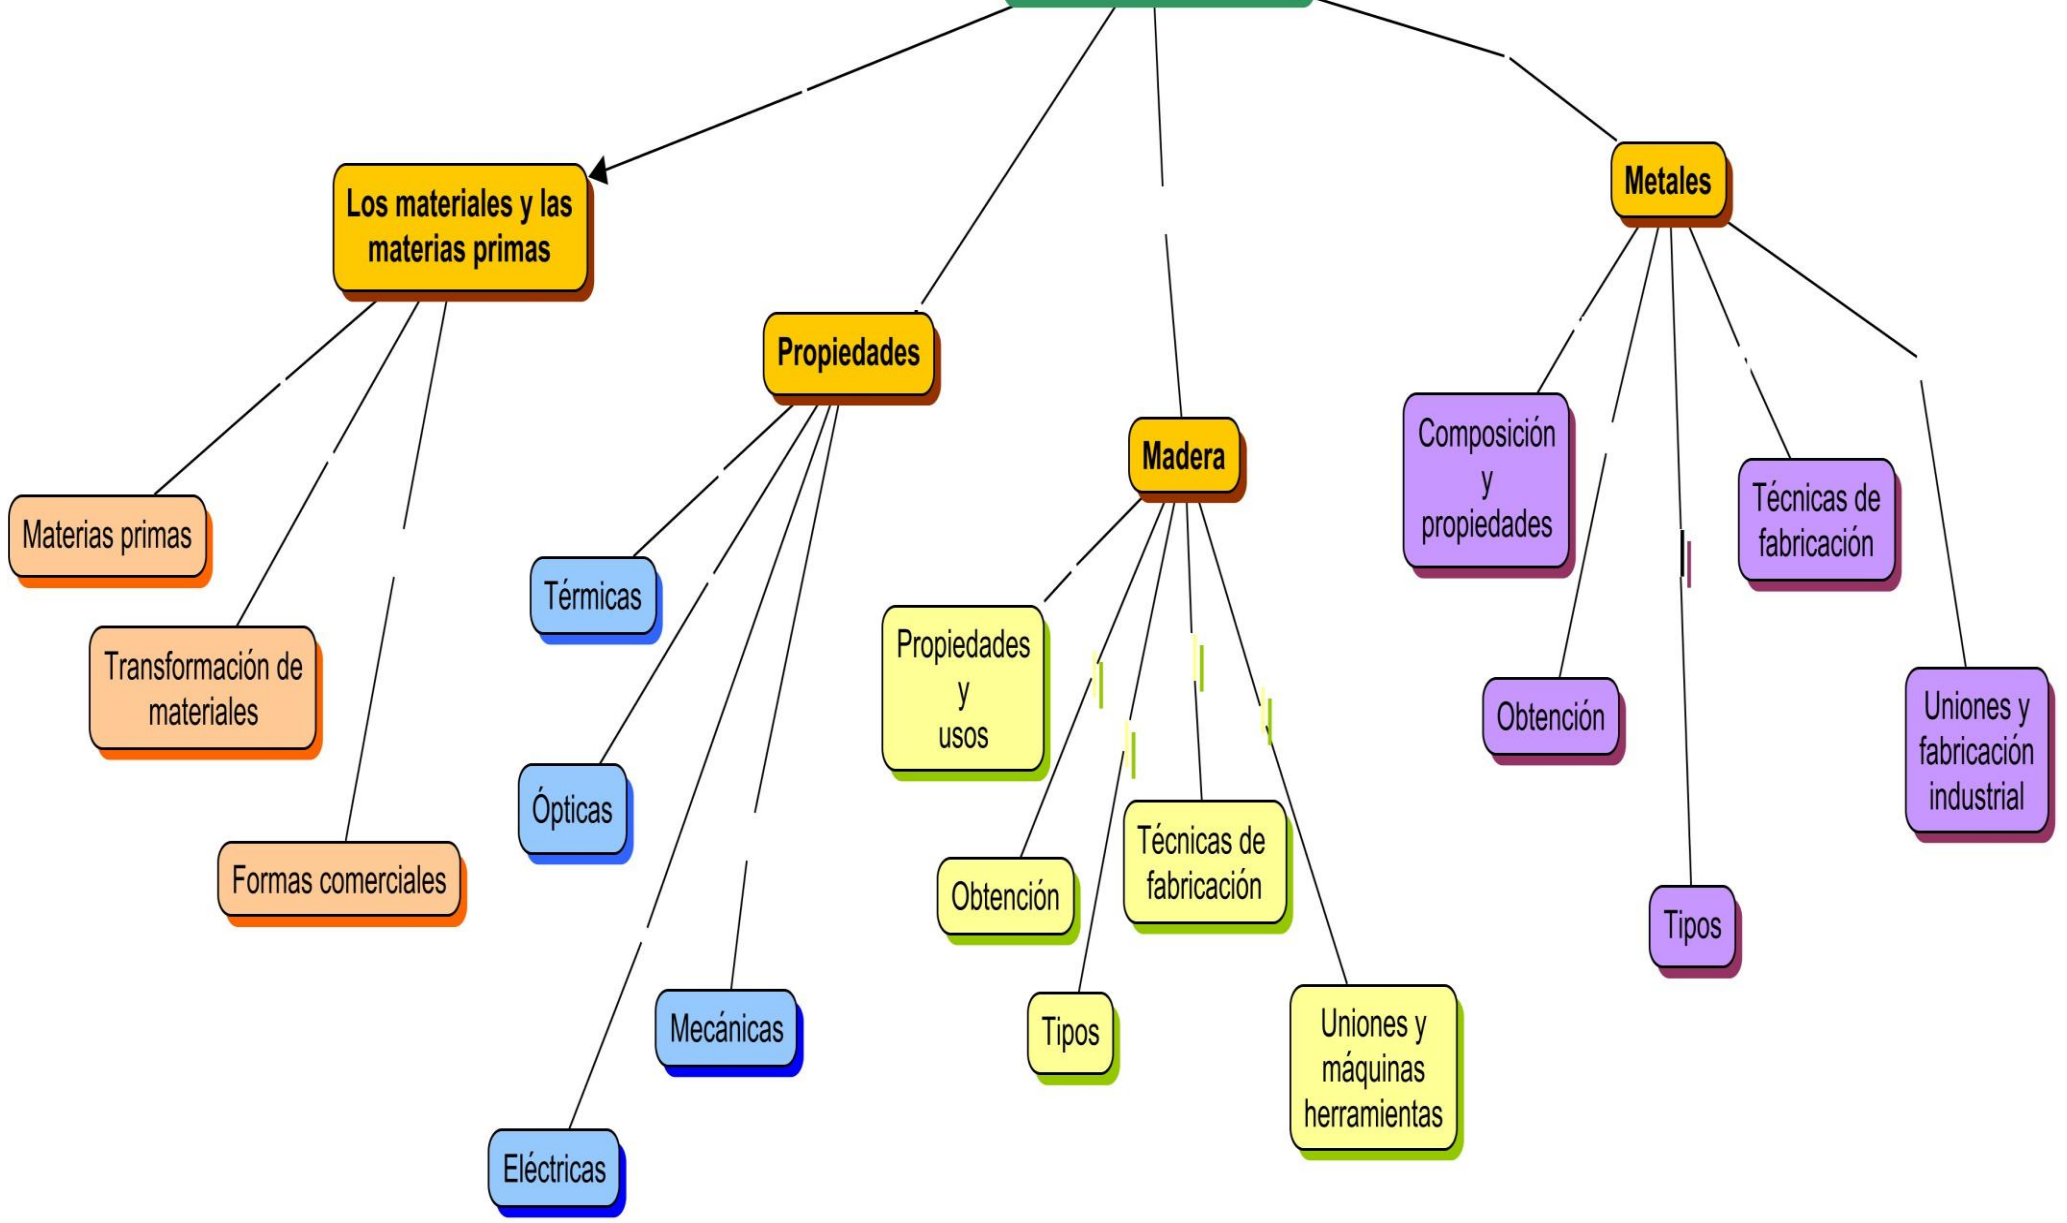 Los materiales y las
materias primas
Materias primas
Transformación de
materiales
Formas comerciales
Propiedades
Térmicas
Ópticas
Eléctricas
Mecánicas
Madera
Propiedades
y
usos
Obtención
Tipos
Técnicas de
fabricación
Uniones y
máquinas
herramientas
Metales
Composición
y
propiedades
Obtención
Tipos
Técnicas de
fabricación
Uniones y
fabricación
industrial